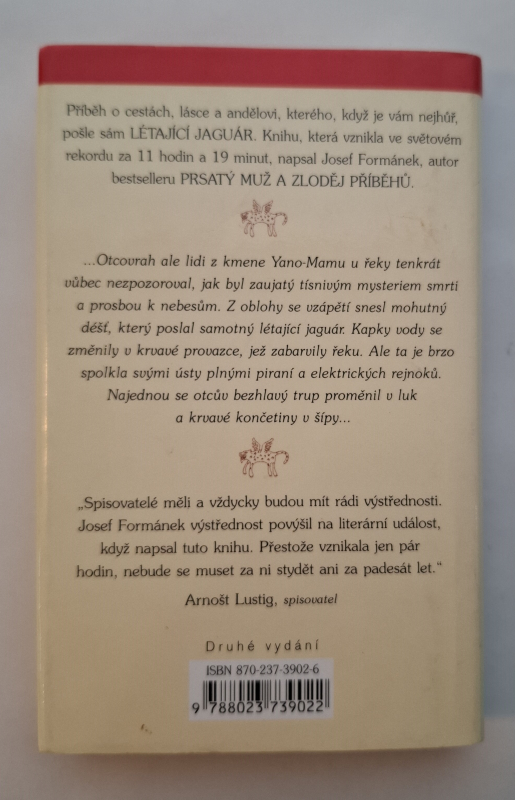 Příběh o cestách, lásce a andělovi, kterého, když je vám nejhůř,
pošle sám LÉTAJÍCÍ JAGUÁR. Knihu, která vznikla ve světovém
rekordu za 11 hodin a 19 minut, napsal Josef Formánek, autor
bestselleru PRSATÝ MUŽ A ZLODĚJ PŘÍBĚHŮ.
...Otcovrah ale lidi z kmene Yano-Mamu u řeky tenkrát
vůbec nezpozoroval, jak byl zaujatý tísnivým mysteriem smrti
a prosbou k nebesům. Z oblohy se vzápětí snesl mohutný
déšť, který poslal samotný létající jaguár. Kapky vody se
změnily v krvavé provazce, jež zabarvily řeku. Ale ta je brzo
spolkla svými ústy plnými piraní a elektrických rejnoků.
Najednou se otcův bezhlavý trup proměnil v luk
a krvavé končetiny v šípy...
„Spisovatelé měli a vždycky budou mít rádi výstřednosti.
Josef Formánek výstřednost povýšil na literární událost,
když napsal tuto knihu. Přestože vznikala jen pár
hodin, nebude se muset za ni stydět ani za padesát let.“
Arnošt Lustig, spisovatel
Druhé vydání
ISBN 870-237-3902-6
9 788023 739022